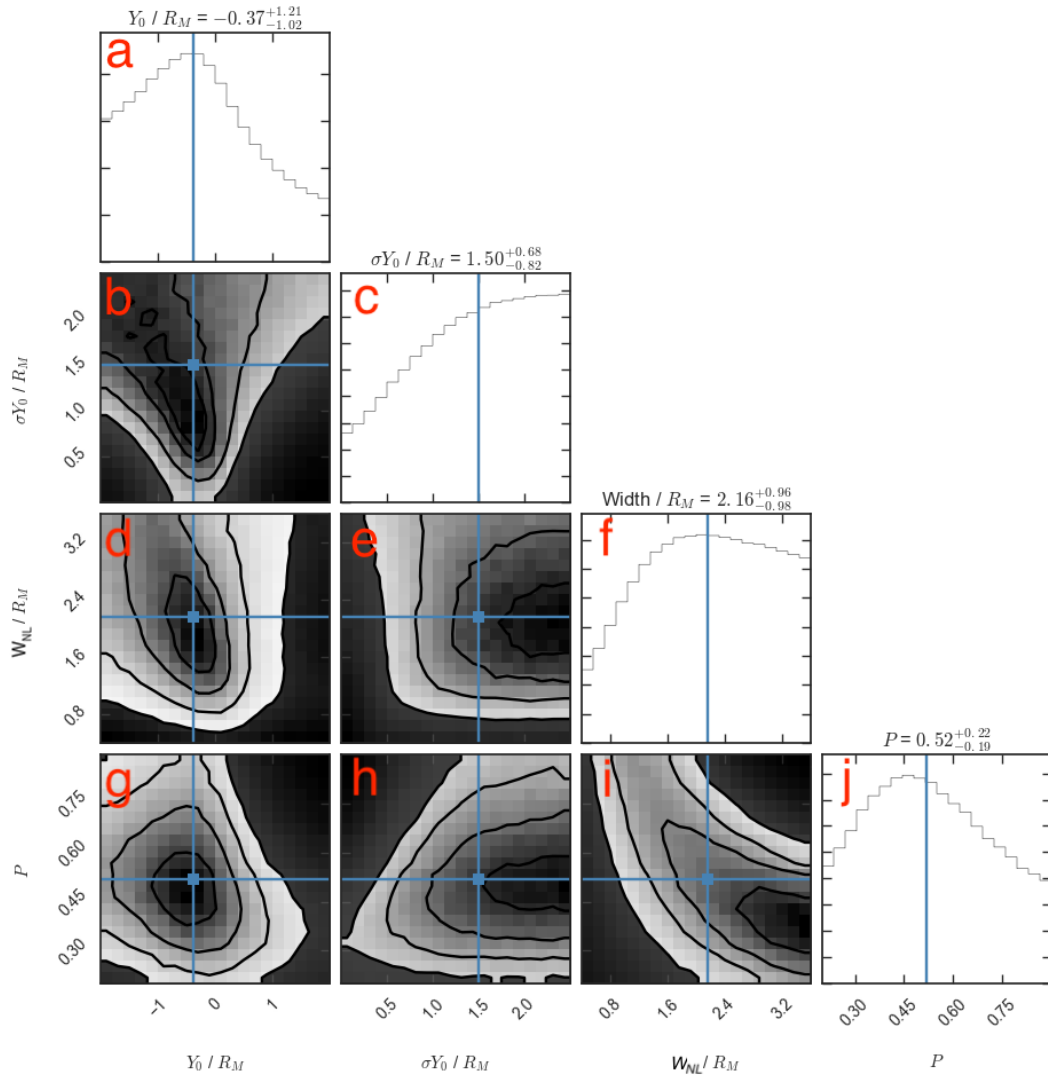 Y₀ / R_M = −0.37^{+1.21}_{−1.02}
a
σY₀ / R_M = 1.50^{+0.68}_{−0.82}
b
c
2.0
1.5
1.0
0.5
σY₀ / R_M
Width / R_M = 2.16^{+0.96}_{−0.98}
d
e
f
3.2
2.4
1.6
0.8
W_NL / R_M
P = 0.52^{+0.22}_{−0.19}
g
h
i
j
0.75
0.60
0.45
0.30
P
−1 0 1
0.5 1.0 1.5 2.0
0.8 1.6 2.4 3.2
0.30 0.45 0.60 0.75
Y₀ / R_M
σY₀ / R_M
W_NL / R_M
P